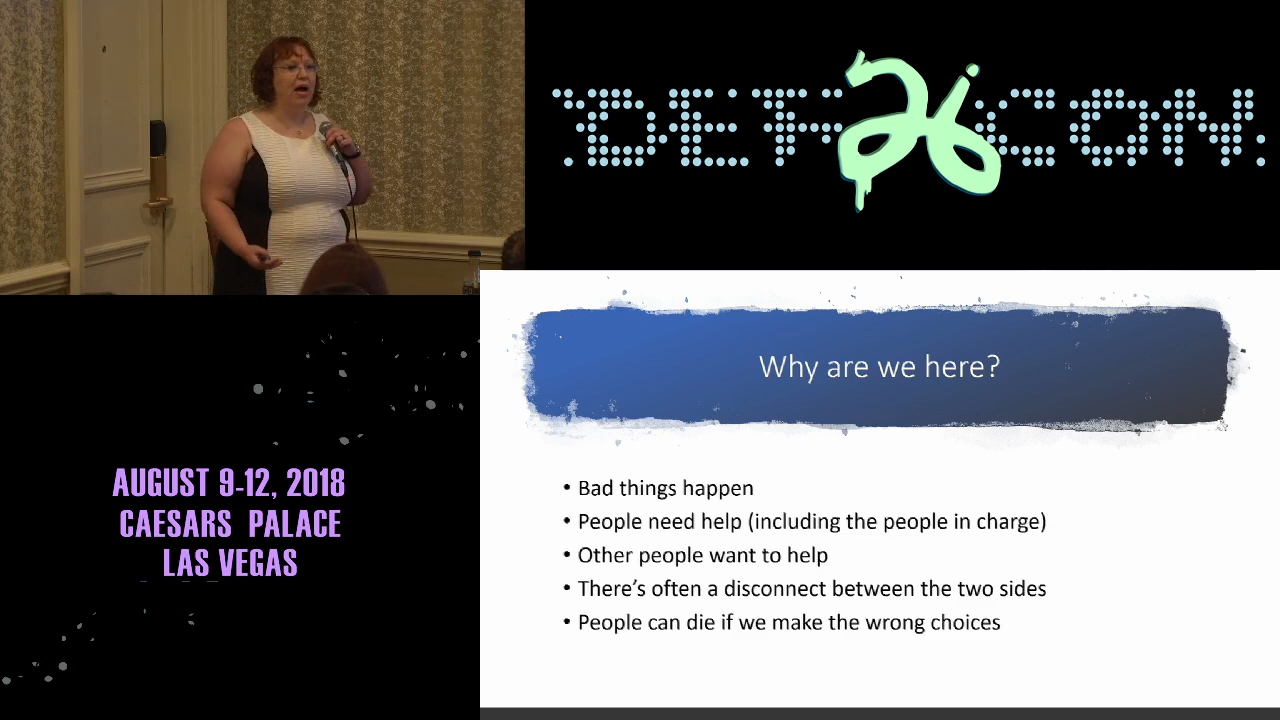 DEF 26 CON
Why are we here?
• Bad things happen
• People need help (including the people in charge)
• Other people want to help
• There's often a disconnect between the two sides
• People can die if we make the wrong choices
AUGUST 9-12, 2018
CAESARS PALACE
LAS VEGAS